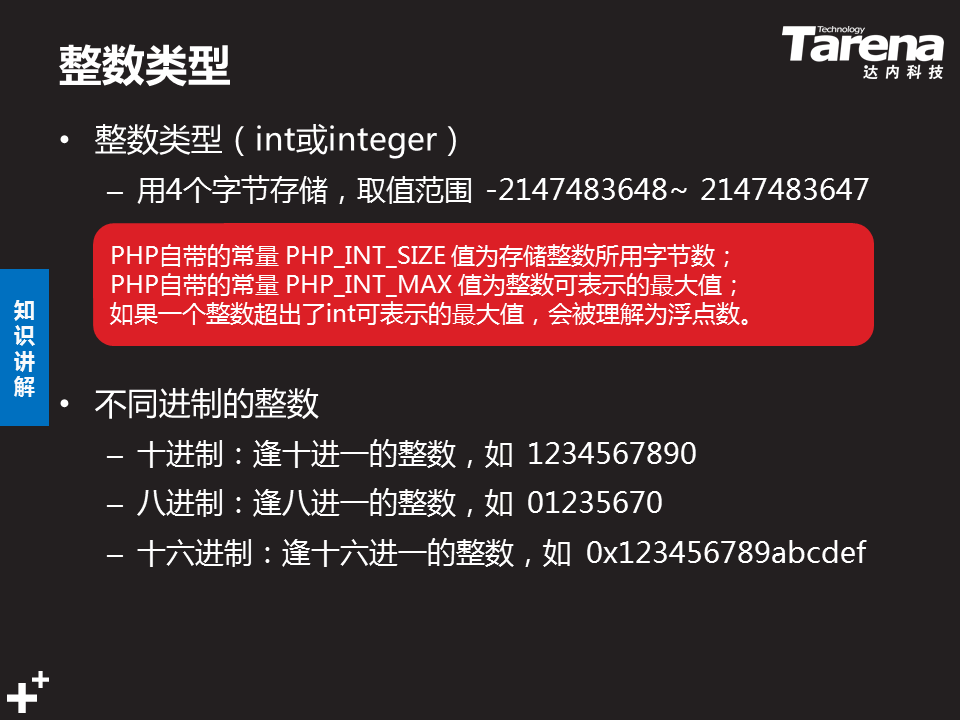 整数类型
Technology
Tarena
达内科技
• 整数类型（int或integer）
– 用4个字节存储，取值范围 -2147483648~ 2147483647
PHP自带的常量 PHP_INT_SIZE 值为存储整数所用字节数；
PHP自带的常量 PHP_INT_MAX 值为整数可表示的最大值；
如果一个整数超出了int可表示的最大值，会被理解为浮点数。
知
识
讲
解
• 不同进制的整数
– 十进制：逢十进一的整数，如 1234567890
– 八进制：逢八进一的整数，如 01235670
– 十六进制：逢十六进一的整数，如 0x123456789abcdef